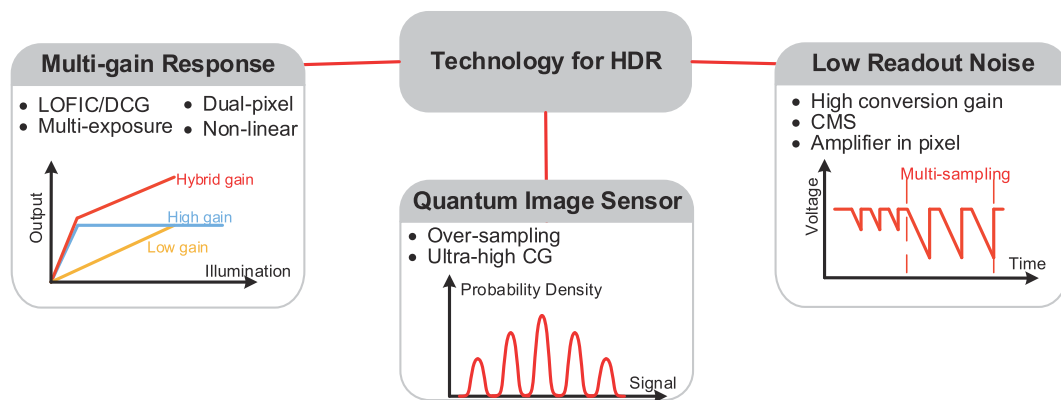 Technology for HDR
Multi-gain Response
• LOFIC/DCG • Dual-pixel
• Multi-exposure • Non-linear
Output
Hybrid gain
High gain
Low gain
Illumination
Quantum Image Sensor
• Over-sampling
• Ultra-high CG
Probability Density
Signal
Low Readout Noise
• High conversion gain
• CMS
• Amplifier in pixel
Multi-sampling
Voltage
Time